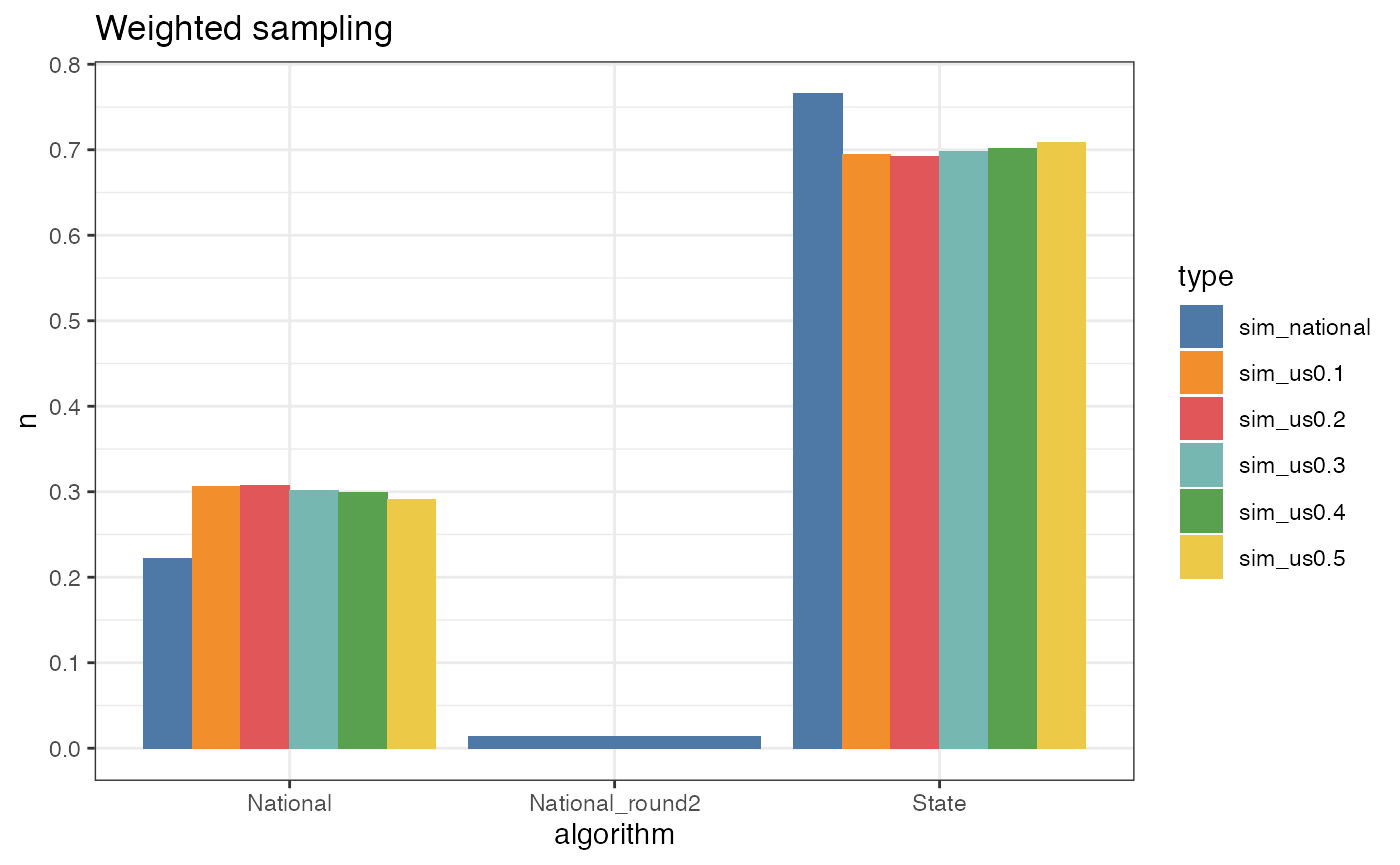 Weighted sampling
n
0.8
0.7
0.6
0.5
0.4
0.3
0.2
0.1
0.0
National
National_round2
State
algorithm
type
sim_national
sim_us0.1
sim_us0.2
sim_us0.3
sim_us0.4
sim_us0.5